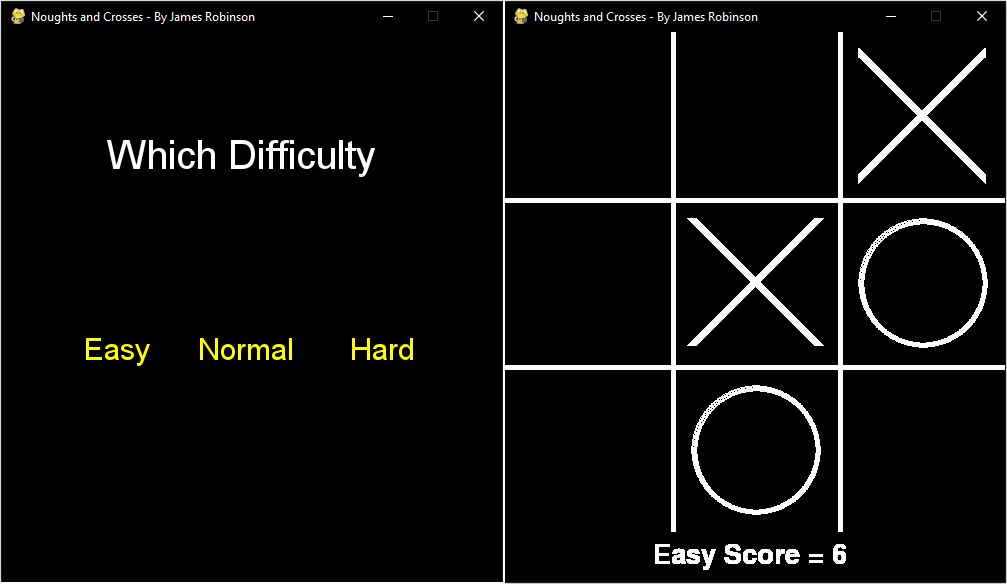 Noughts and Crosses - By James Robinson
Which Difficulty
Easy Normal Hard
Noughts and Crosses - By James Robinson
Easy Score = 6